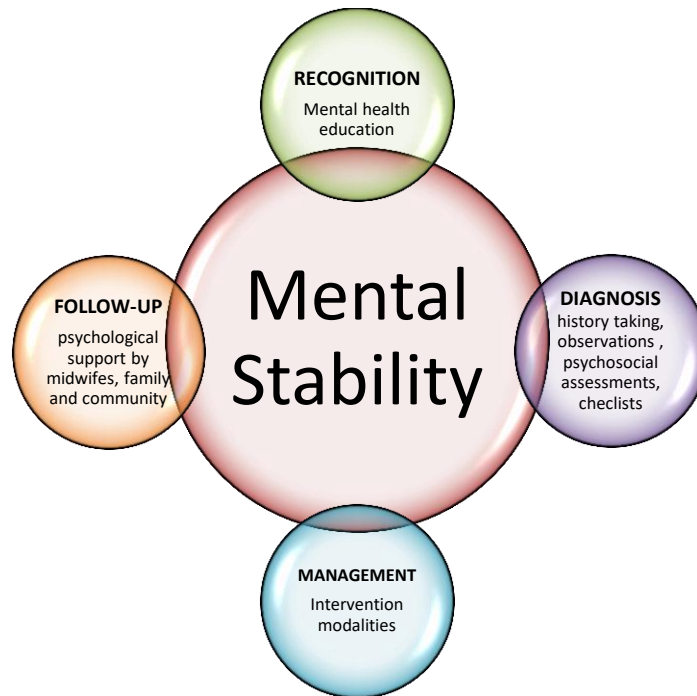 RECOGNITION
Mental health
education
Mental
Stability
FOLLOW-UP
psychological
support by
midwifes, family
and community
DIAGNOSIS
history taking,
observations ,
psychosocial
assessments,
checlists
MANAGEMENT
Intervention
modalities